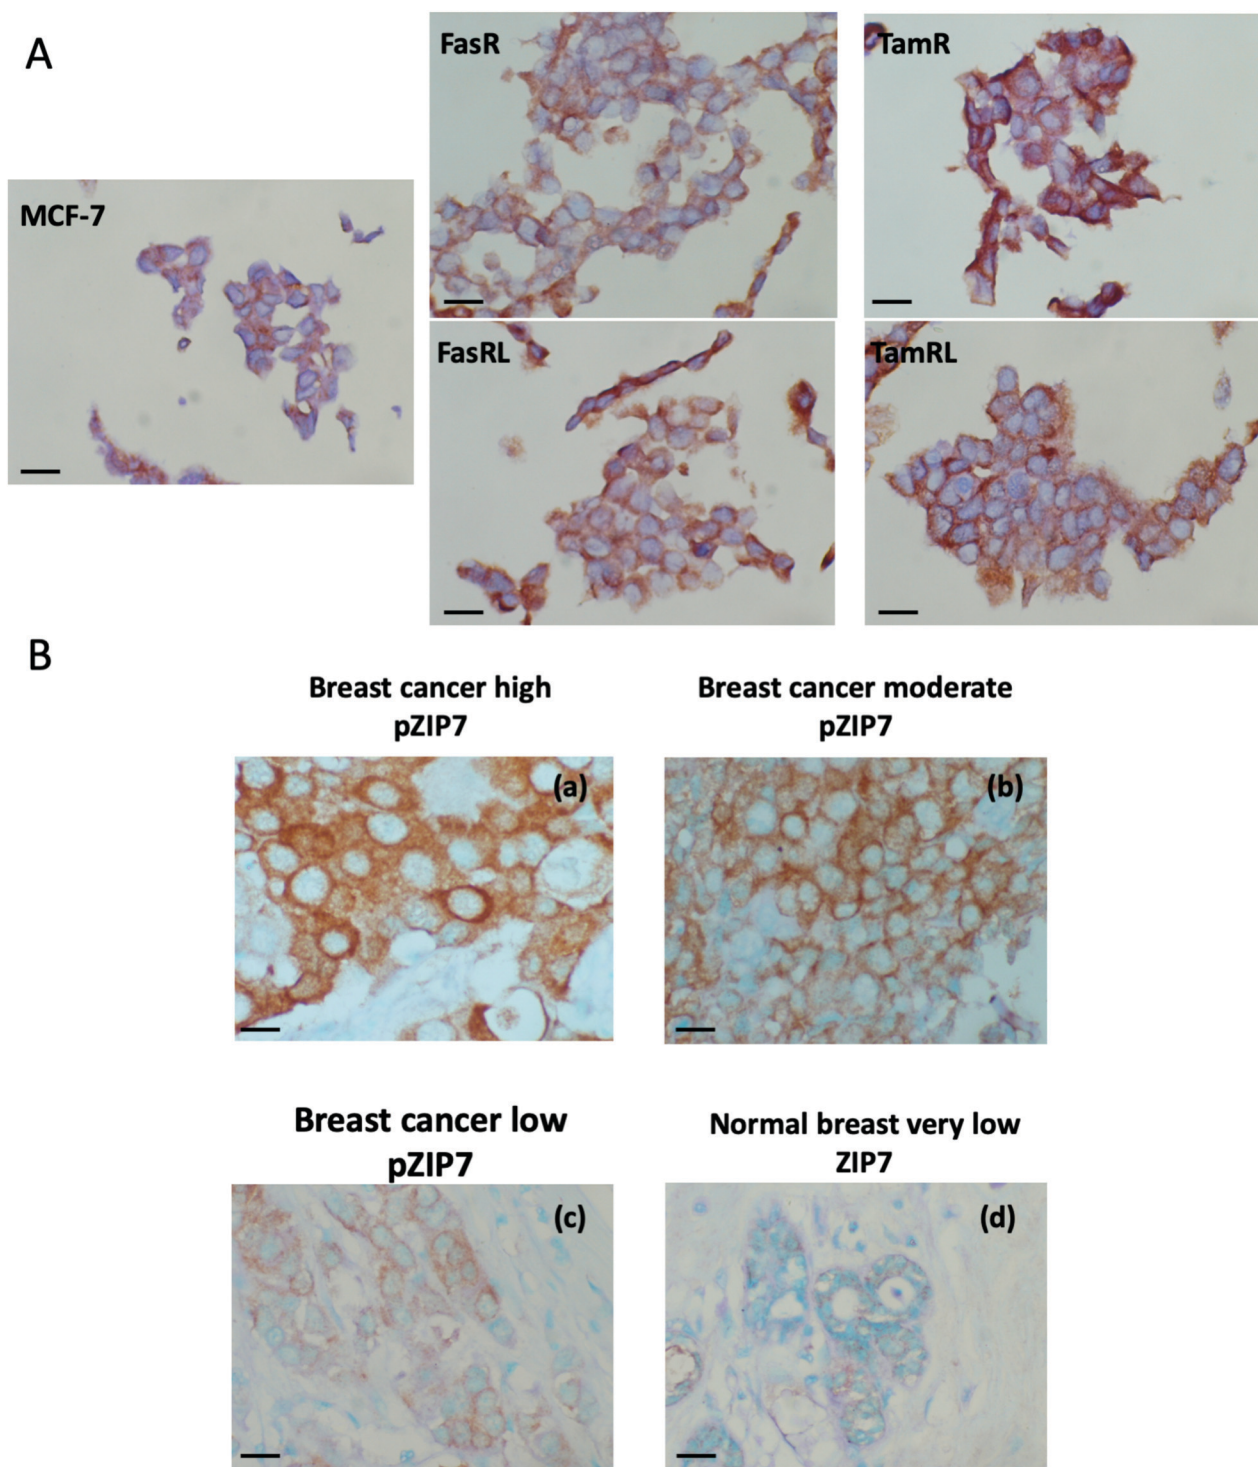 A
MCF-7
FasR
TamR
FasRL
TamRL
B
Breast cancer high
pZIP7
(a)
Breast cancer moderate
pZIP7
(b)
Breast cancer low
pZIP7
(c)
Normal breast very low
ZIP7
(d)